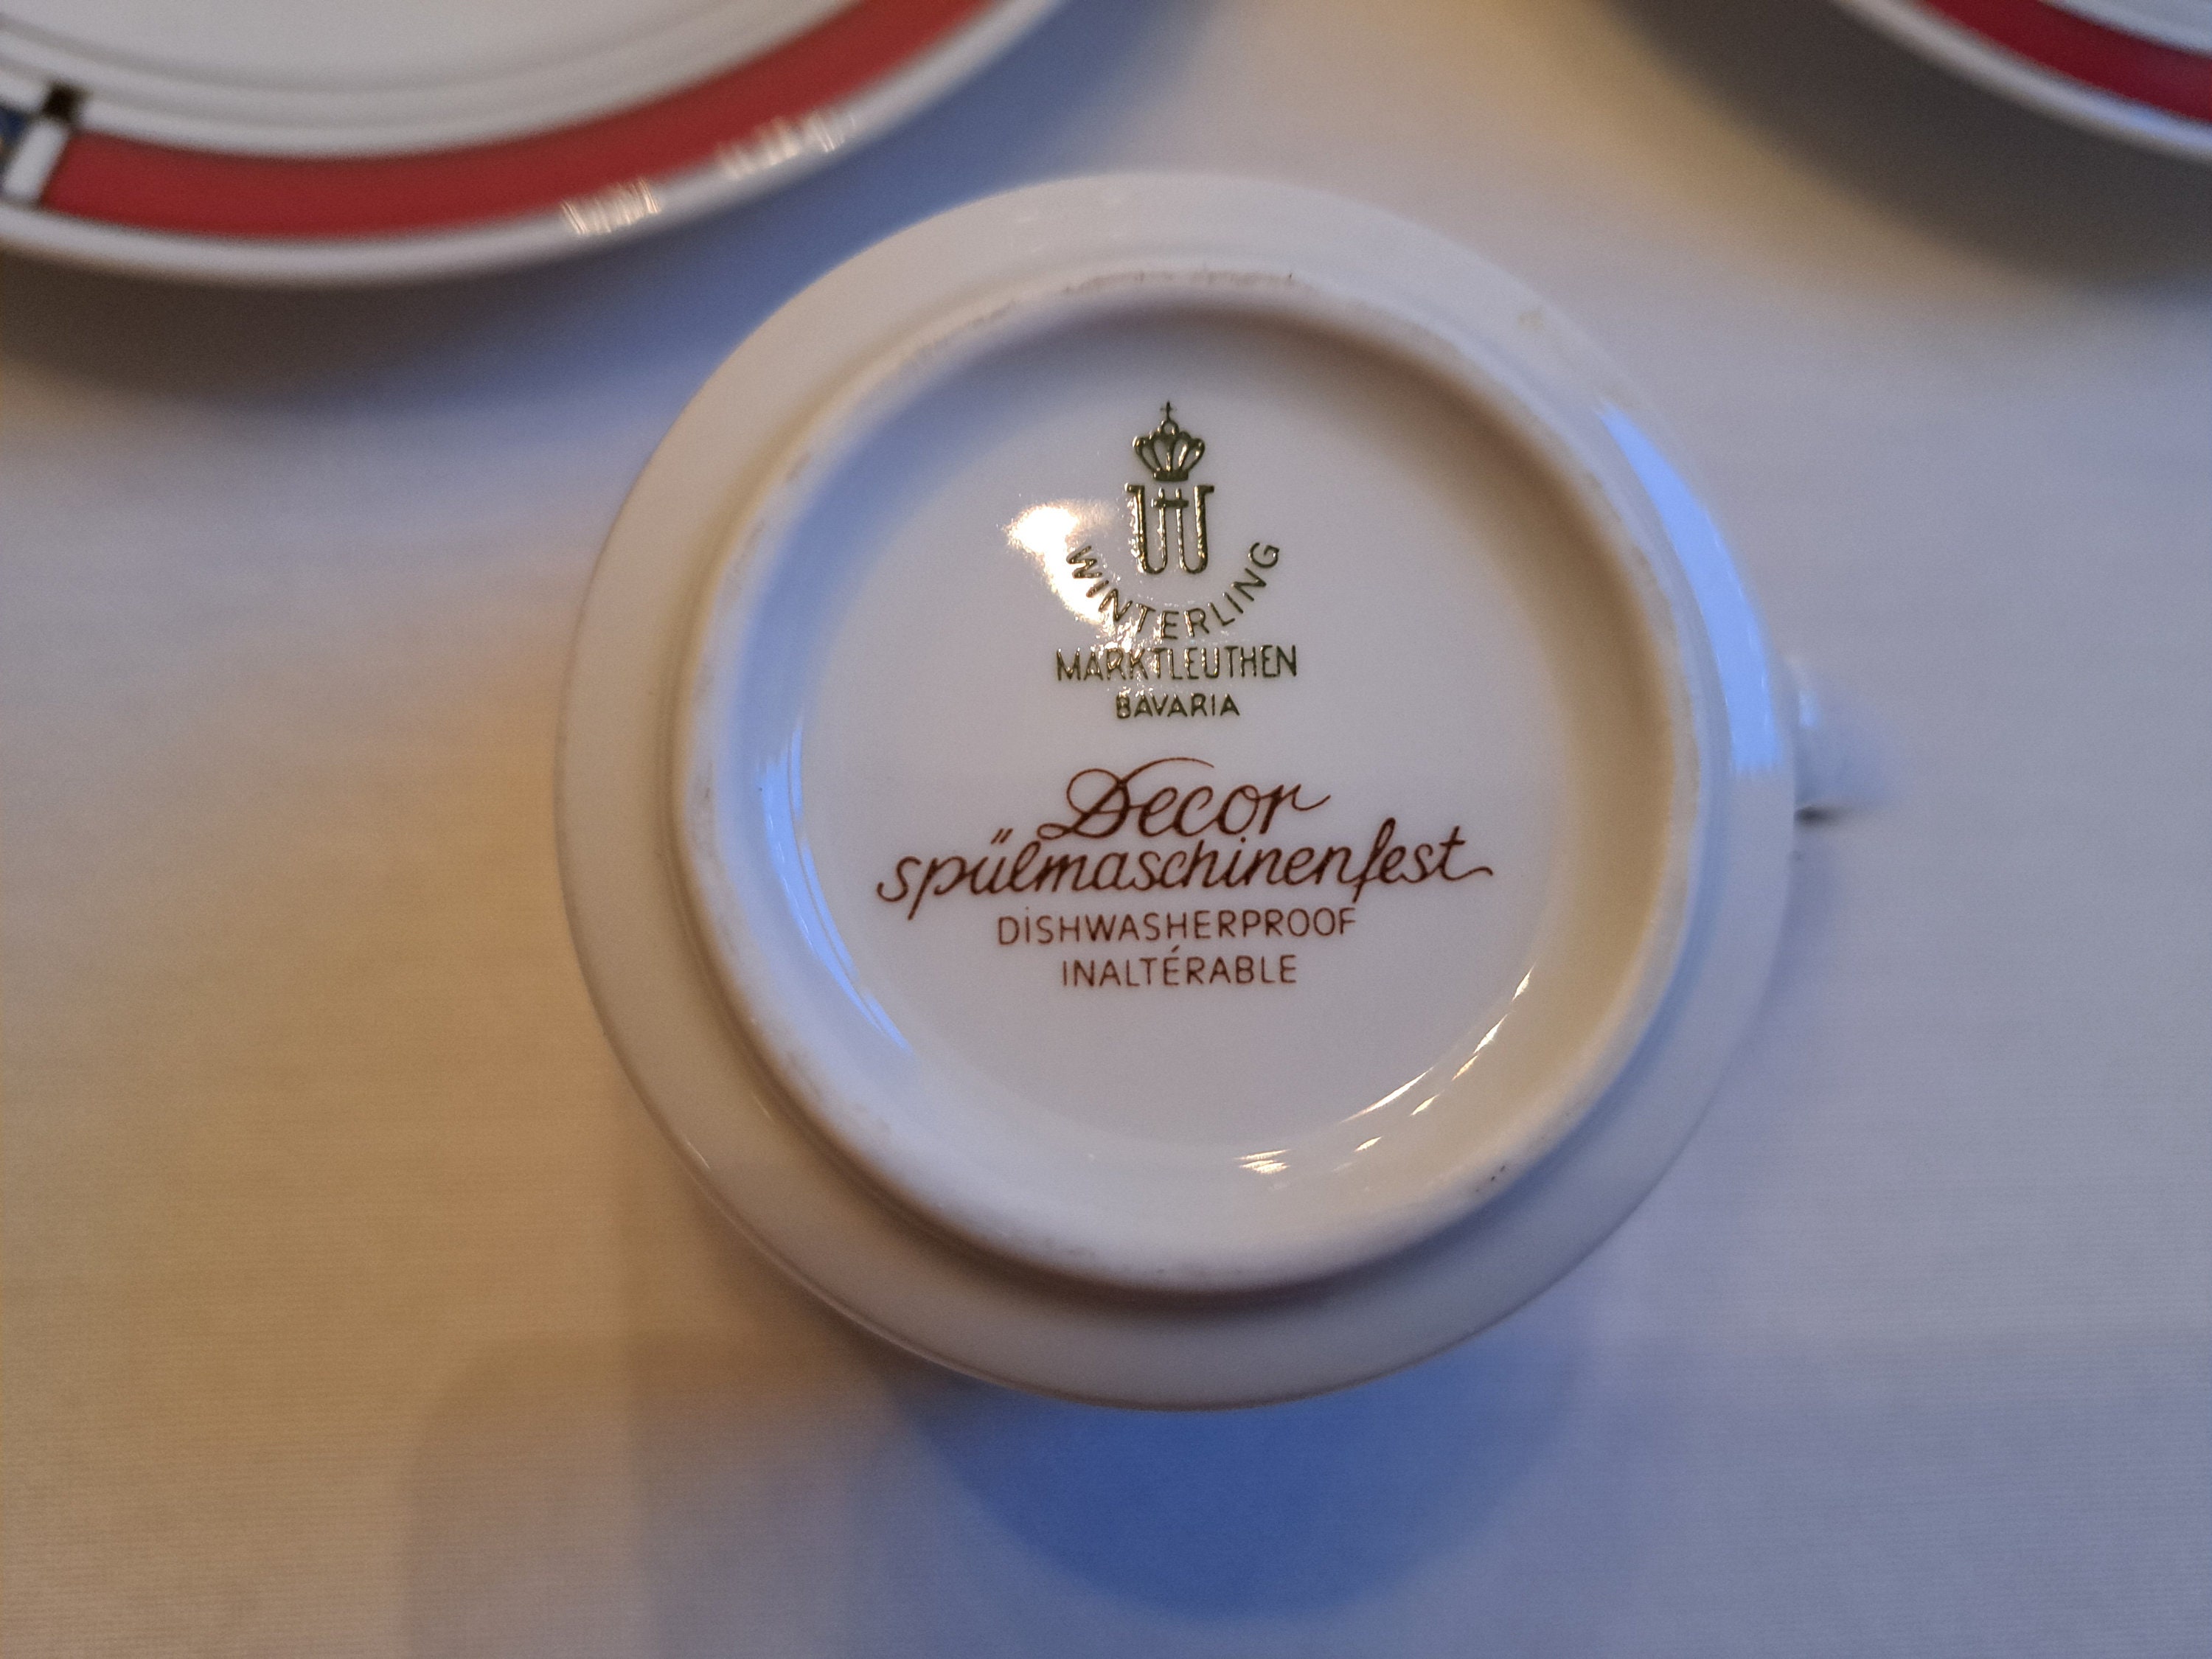 W
WINTERLING
MARKTLEUTHEN
BAVARIA
Decor
spülmaschinenfest
DISHWASHERPROOF
INALTÉRABLE